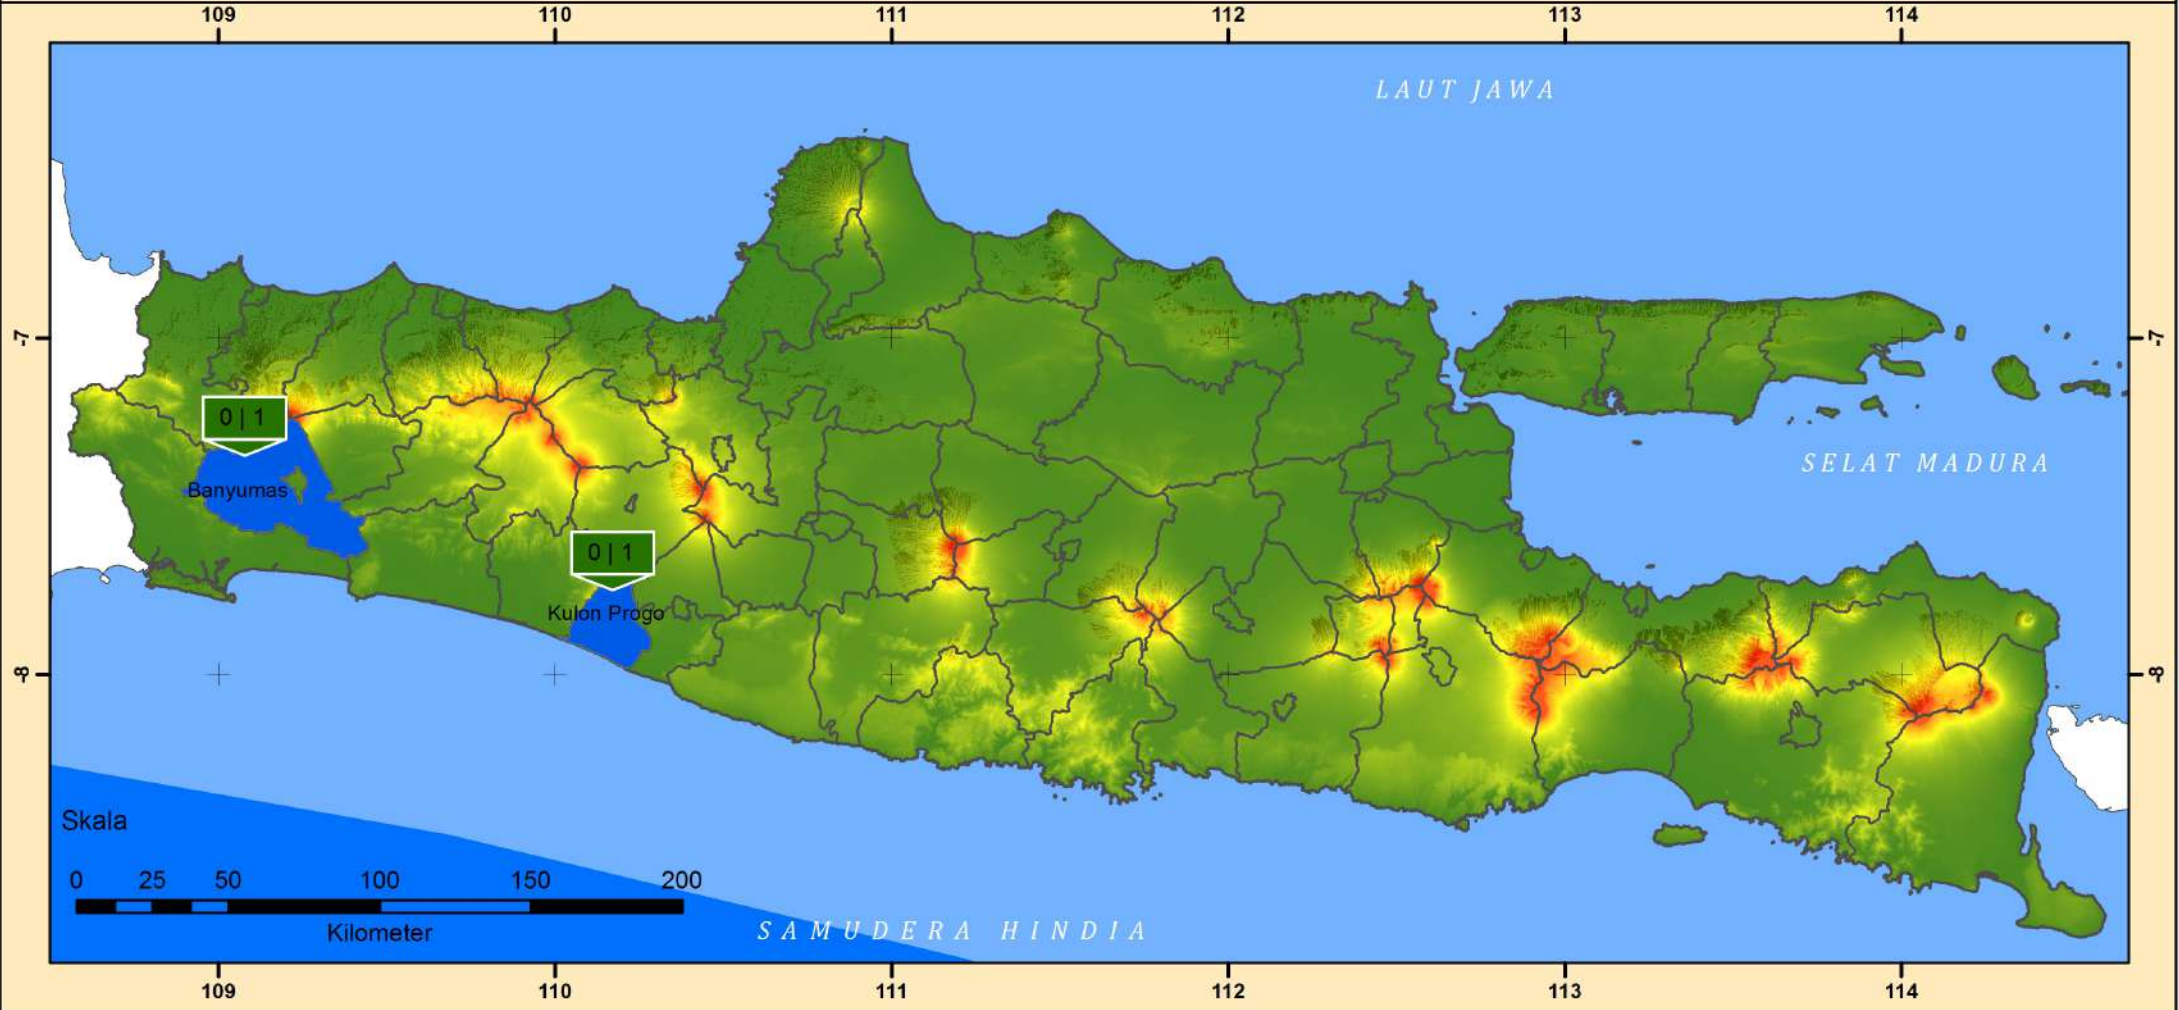 109 110 111 112 113 114
LAUT JAWA
-7 -7
0 | 1
SELAT MADURA
Banyumas
0 | 1
Kulon Progo
-8 -8
Skala
0 25 50 100 150 200
Kilometer
SAMUDERA HINDIA
109 110 111 112 113 114